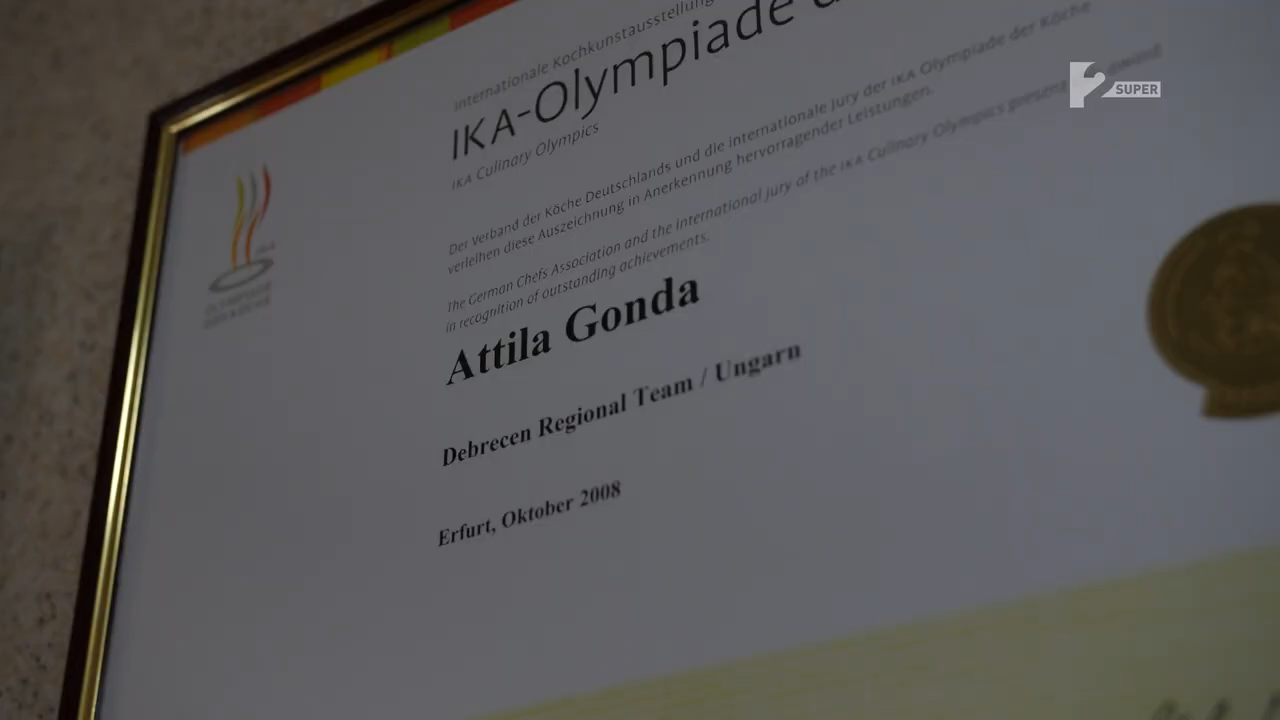 Internationale Kochkunstausstellung
IKA-Olympiade
IKA Culinary Olympics
Der Verband der Köche Deutschlands und die internationale Jury der IKA Olympiade der Köche
verleihen diese Auszeichnung in Anerkennung hervorragender Leistungen.
The German Chefs Association and the international jury of the IKA Culinary Olympics
in recognition of outstanding achievements.
Attila Gonda
Debrecen Regional Team / Ungarn
Erfurt, Oktober 2008
2 SUPER